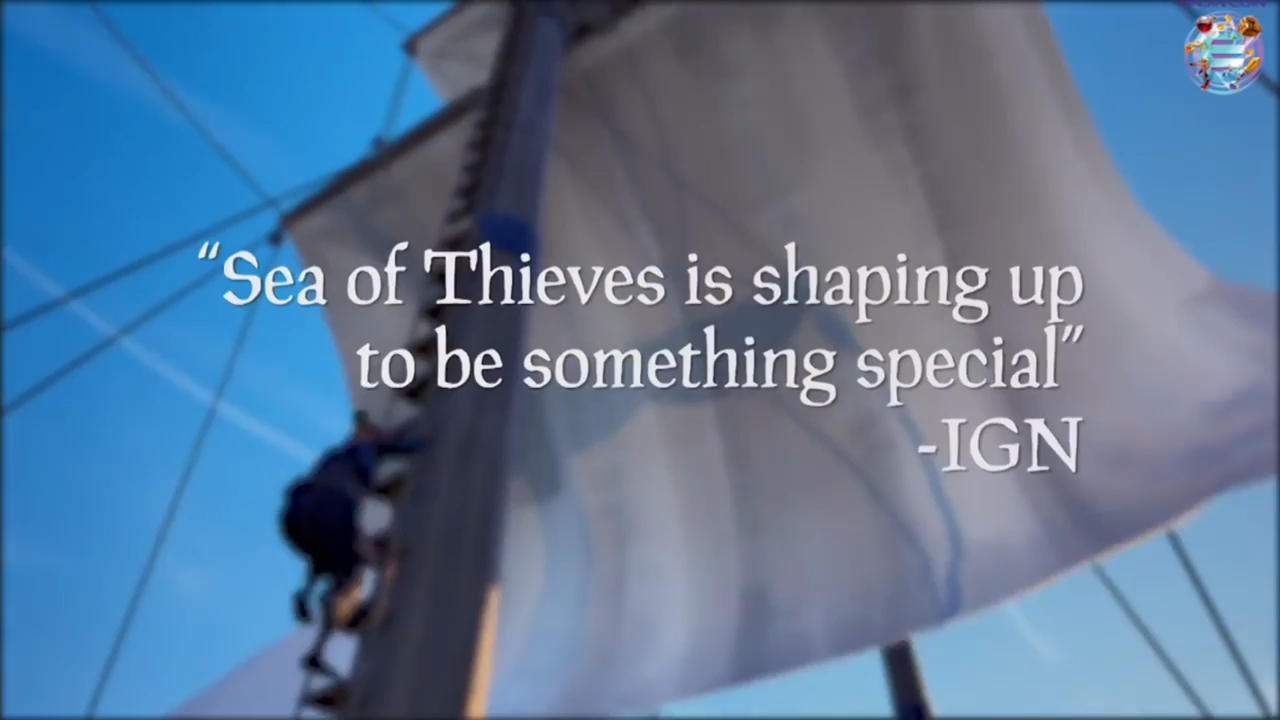 “Sea of Thieves is shaping up
to be something special”
-IGN